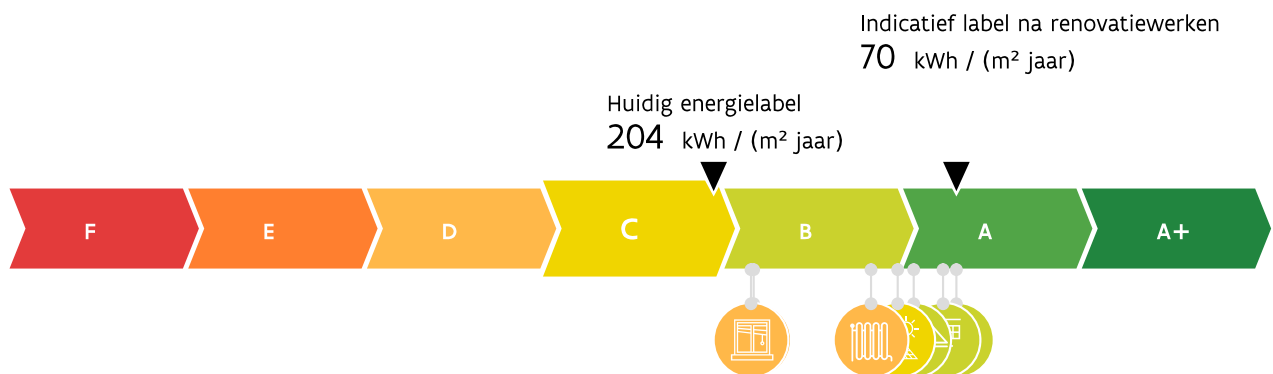 Indicatief label na renovatiewerken
70 kWh / (m² jaar)
Huidig energielabel
204 kWh / (m² jaar)
F E D C B A A+